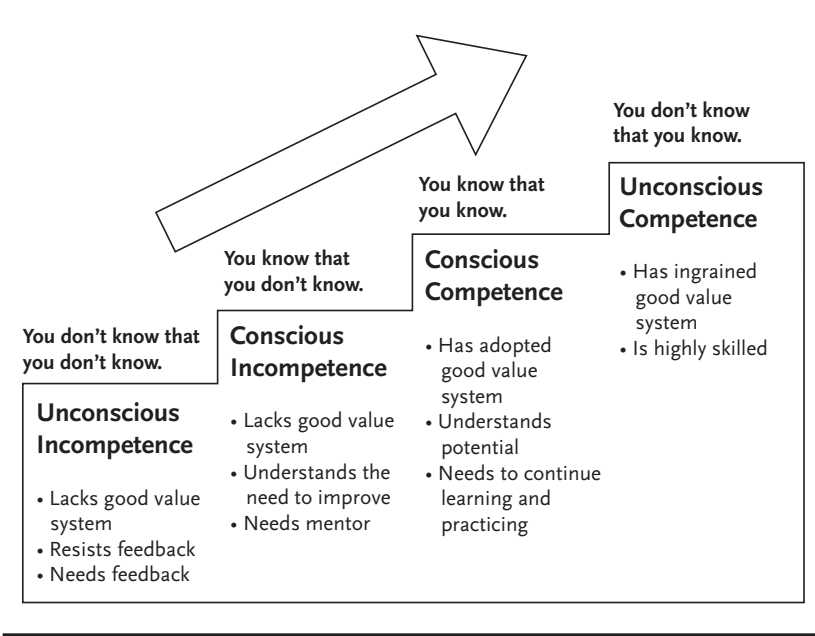 You don’t know that
you don’t know.
Unconscious
Incompetence
• Lacks good value
system
• Resists feedback
• Needs feedback
You know that
you don’t know.
Conscious
Incompetence
• Lacks good value
system
• Understands the
need to improve
• Needs mentor
You know that
you know.
Conscious
Competence
• Has adopted
good value
system
• Understands
potential
• Needs to continue
learning and
practicing
You don’t know
that you know.
Unconscious
Competence
• Has ingrained
good value
system
• Is highly skilled